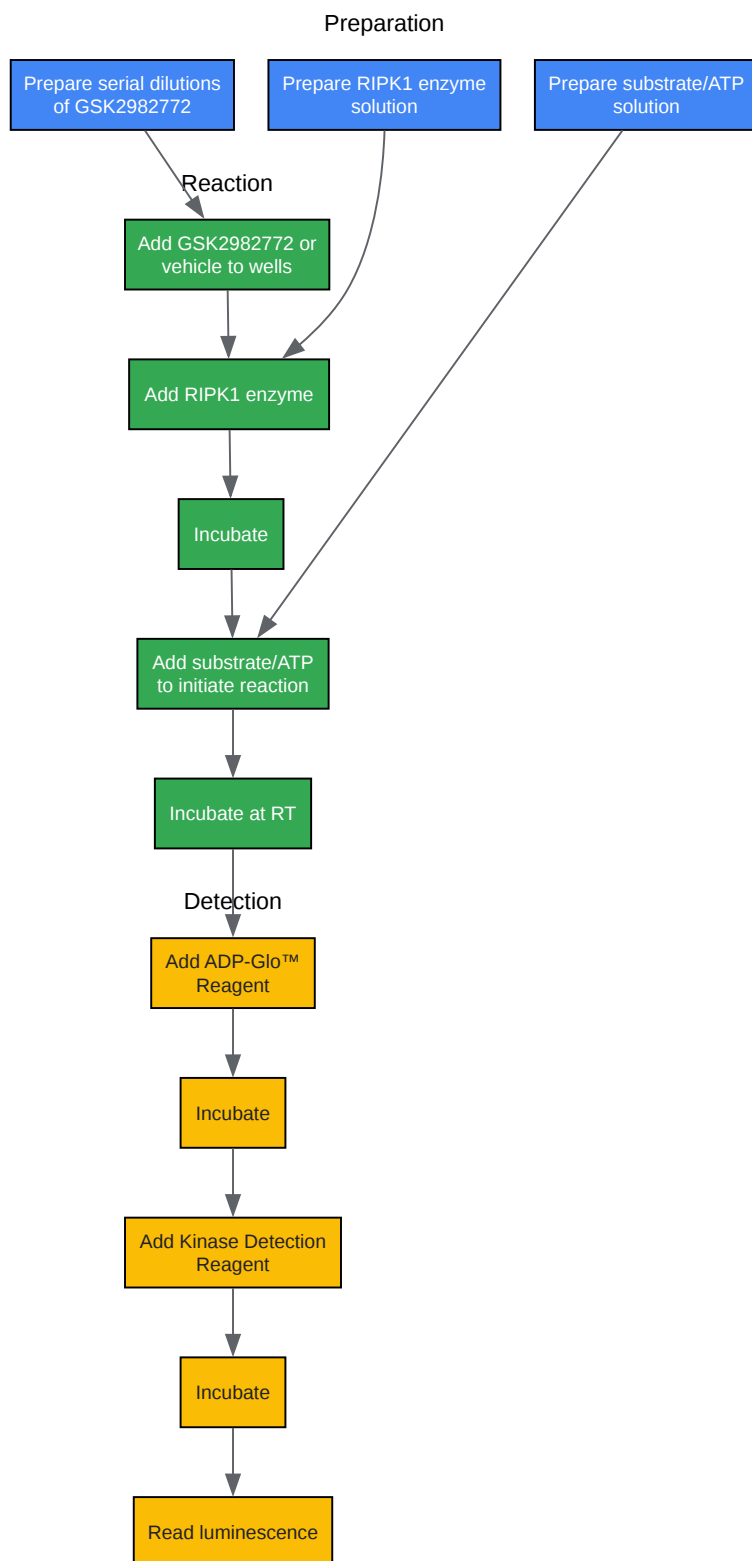 Preparation
Prepare serial dilutions
of GSK2982772
Prepare RIPK1 enzyme
solution
Prepare substrate/ATP
solution
Reaction
Add GSK2982772 or
vehicle to wells
Add RIPK1 enzyme
Incubate
Add substrate/ATP
to initiate reaction
Incubate at RT
Detection
Add ADP-Glo™
Reagent
Incubate
Add Kinase Detection
Reagent
Incubate
Read luminescence